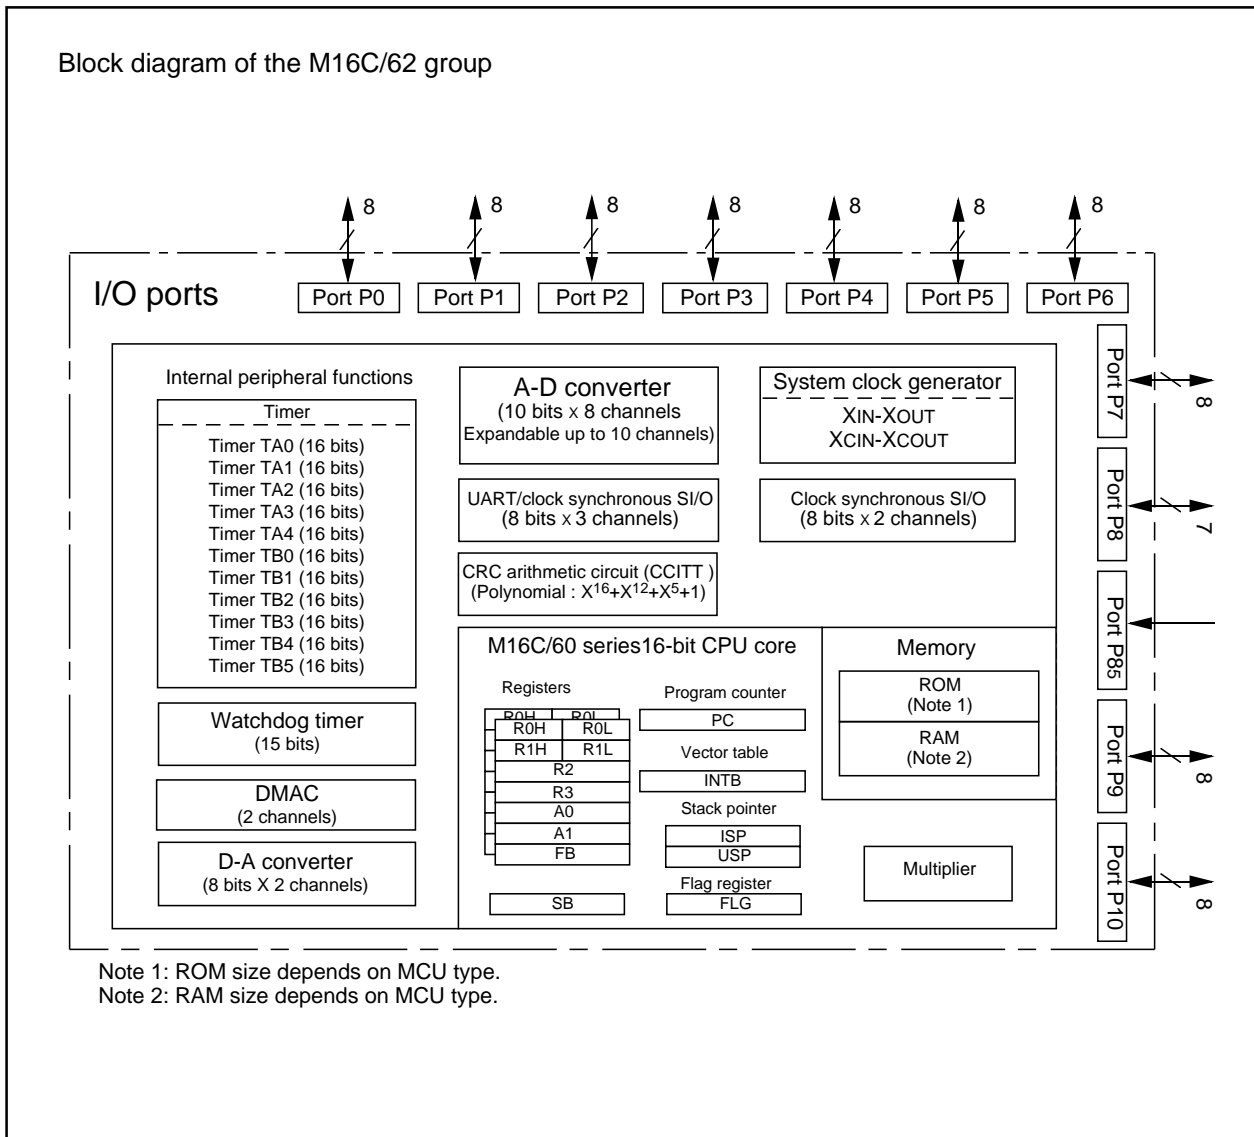 Block diagram of the M16C/62 group
8 8 8 8 8 8 8
I/O ports
Port P0 Port P1 Port P2 Port P3 Port P4 Port P5 Port P6
Internal peripheral functions
Timer
Timer TA0 (16 bits)
Timer TA1 (16 bits)
Timer TA2 (16 bits)
Timer TA3 (16 bits)
Timer TA4 (16 bits)
Timer TB0 (16 bits)
Timer TB1 (16 bits)
Timer TB2 (16 bits)
Timer TB3 (16 bits)
Timer TB4 (16 bits)
Timer TB5 (16 bits)
Watchdog timer
(15 bits)
DMAC
(2 channels)
D-A converter
(8 bits X 2 channels)
A-D converter
(10 bits x 8 channels
Expandable up to 10 channels)
System clock generator
XIN-XOUT
XCIN-XCOUT
UART/clock synchronous SI/O
(8 bits x 3 channels)
Clock synchronous SI/O
(8 bits x 2 channels)
CRC arithmetic circuit (CCITT )
(Polynomial : X16+X12+X5+1)
M16C/60 series16-bit CPU core
Registers
R0H R0L
R0H R0L
R1H R1L
R2
R3
A0
A1
FB
SB
Program counter
PC
Vector table
INTB
Stack pointer
ISP
USP
Flag register
FLG
Memory
ROM
(Note 1)
RAM
(Note 2)
Multiplier
Port P7
8
Port P8
7
Port P85
Port P9
8
Port P10
8
Note 1: ROM size depends on MCU type.
Note 2: RAM size depends on MCU type.